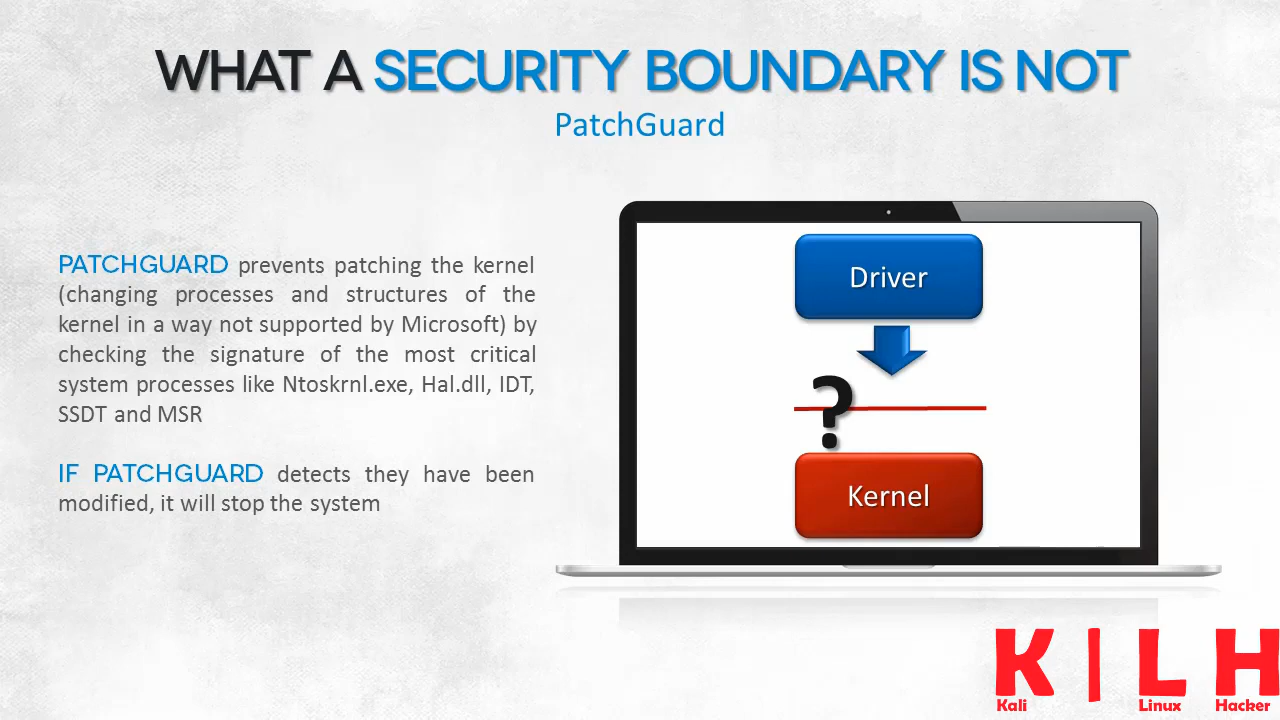 WHAT A SECURITY BOUNDARY IS NOT
PatchGuard
PATCHGUARD prevents patching the kernel
(changing processes and structures of the
kernel in a way not supported by Microsoft) by
checking the signature of the most critical
system processes like Ntoskrnl.exe, Hal.dll, IDT,
SSDT and MSR
IF PATCHGUARD detects they have been
modified, it will stop the system
Driver
?
Kernel
K | L H
Kali Linux Hacker